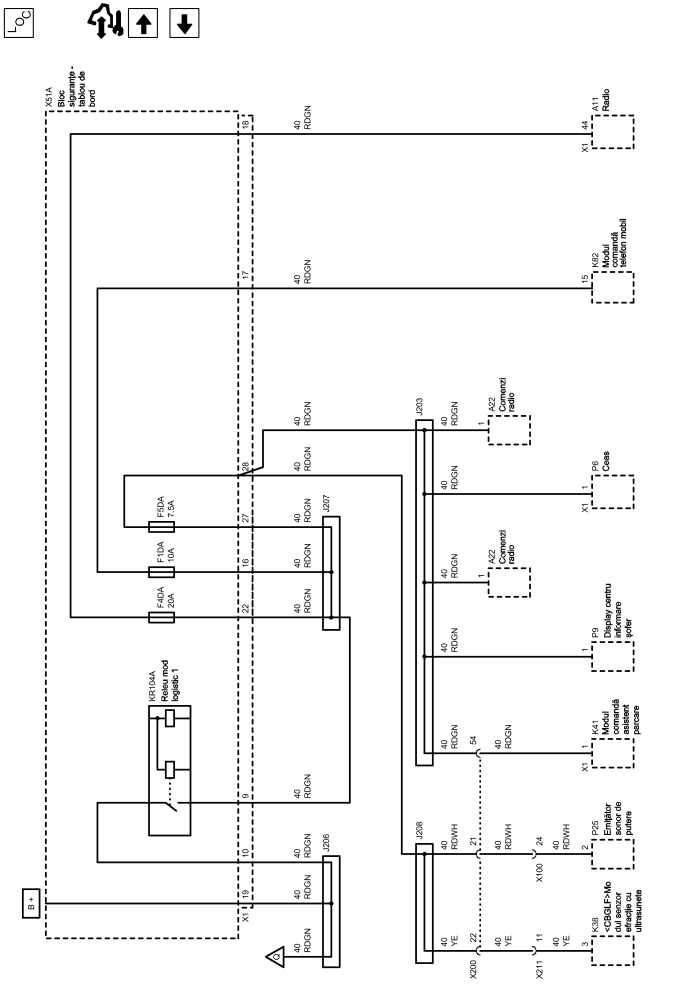 LOC
X51A
Bloc
siguranțe -
tablou de
bord
18
40
RDGN
44
X1
A11
Radio
17
40
RDGN
15
K82
Modul
comandă
telefon mobil
28
40
RDGN
40
RDGN
J203
40
RDGN
1
A22
Comenzi
radio
F5DA
7.5A
27
40
RDGN
J207
40
RDGN
1
X1
P6
Ceas
F1DA
10A
16
40
RDGN
40
RDGN
1
A22
Comenzi
radio
F4DA
20A
22
40
RDGN
40
RDGN
1
P9
Display centru
informare
șofer
KR104A
Releu mod
logistic 1
40
RDGN
54
40
RDGN
1
X1
K41
Modul
comandă
asistent
parcare
9
40
RDGN
10
40
RDGN
J206
J208
40
RDWH
21
40
RDWH
24
X100
40
RDWH
2
P25
Emițător
sonor de
putere
B +
X1
19
40
RDGN
Q
40
RDGN
40
YE
22
X200
40
YE
11
X211
40
YE
3
K38
<CBGLF>Mo
dul senzor
efracție cu
ultrasunete